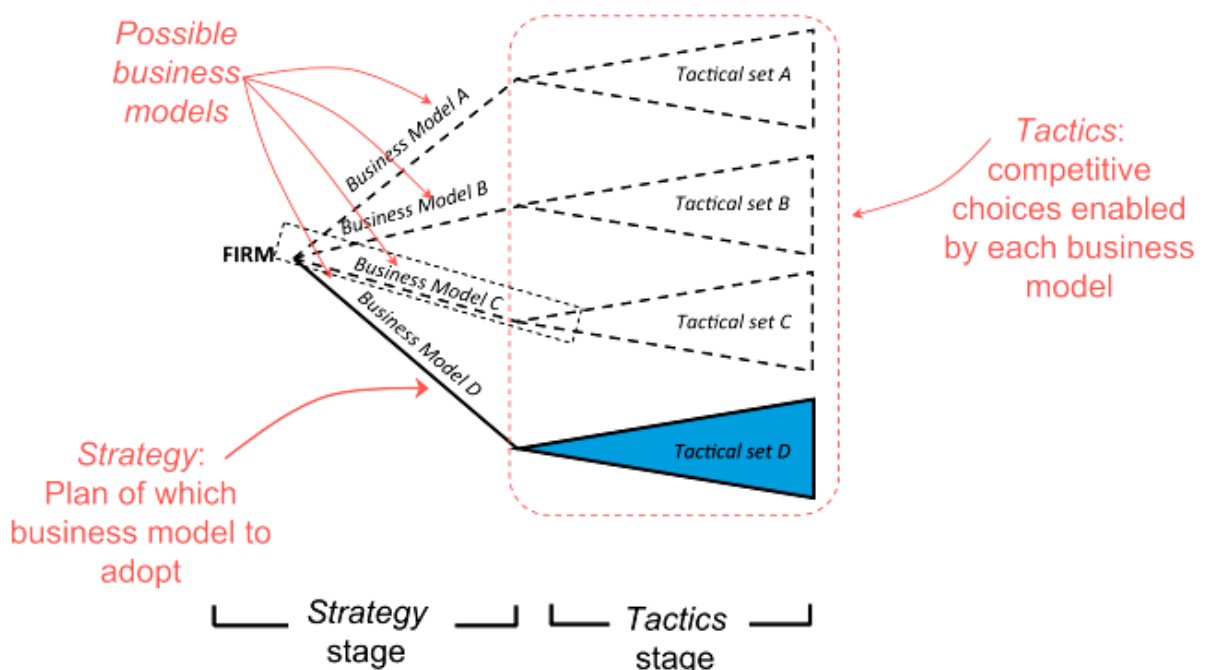 Possible
business
models
Business Model A
Tactical set A
Business Model B
Tactical set B
FIRM
Business Model C
Tactical set C
Business Model D
Tactical set D
Tactics:
competitive
choices enabled
by each business
model
Strategy:
Plan of which
business model to
adopt
Strategy
stage
Tactics
stage